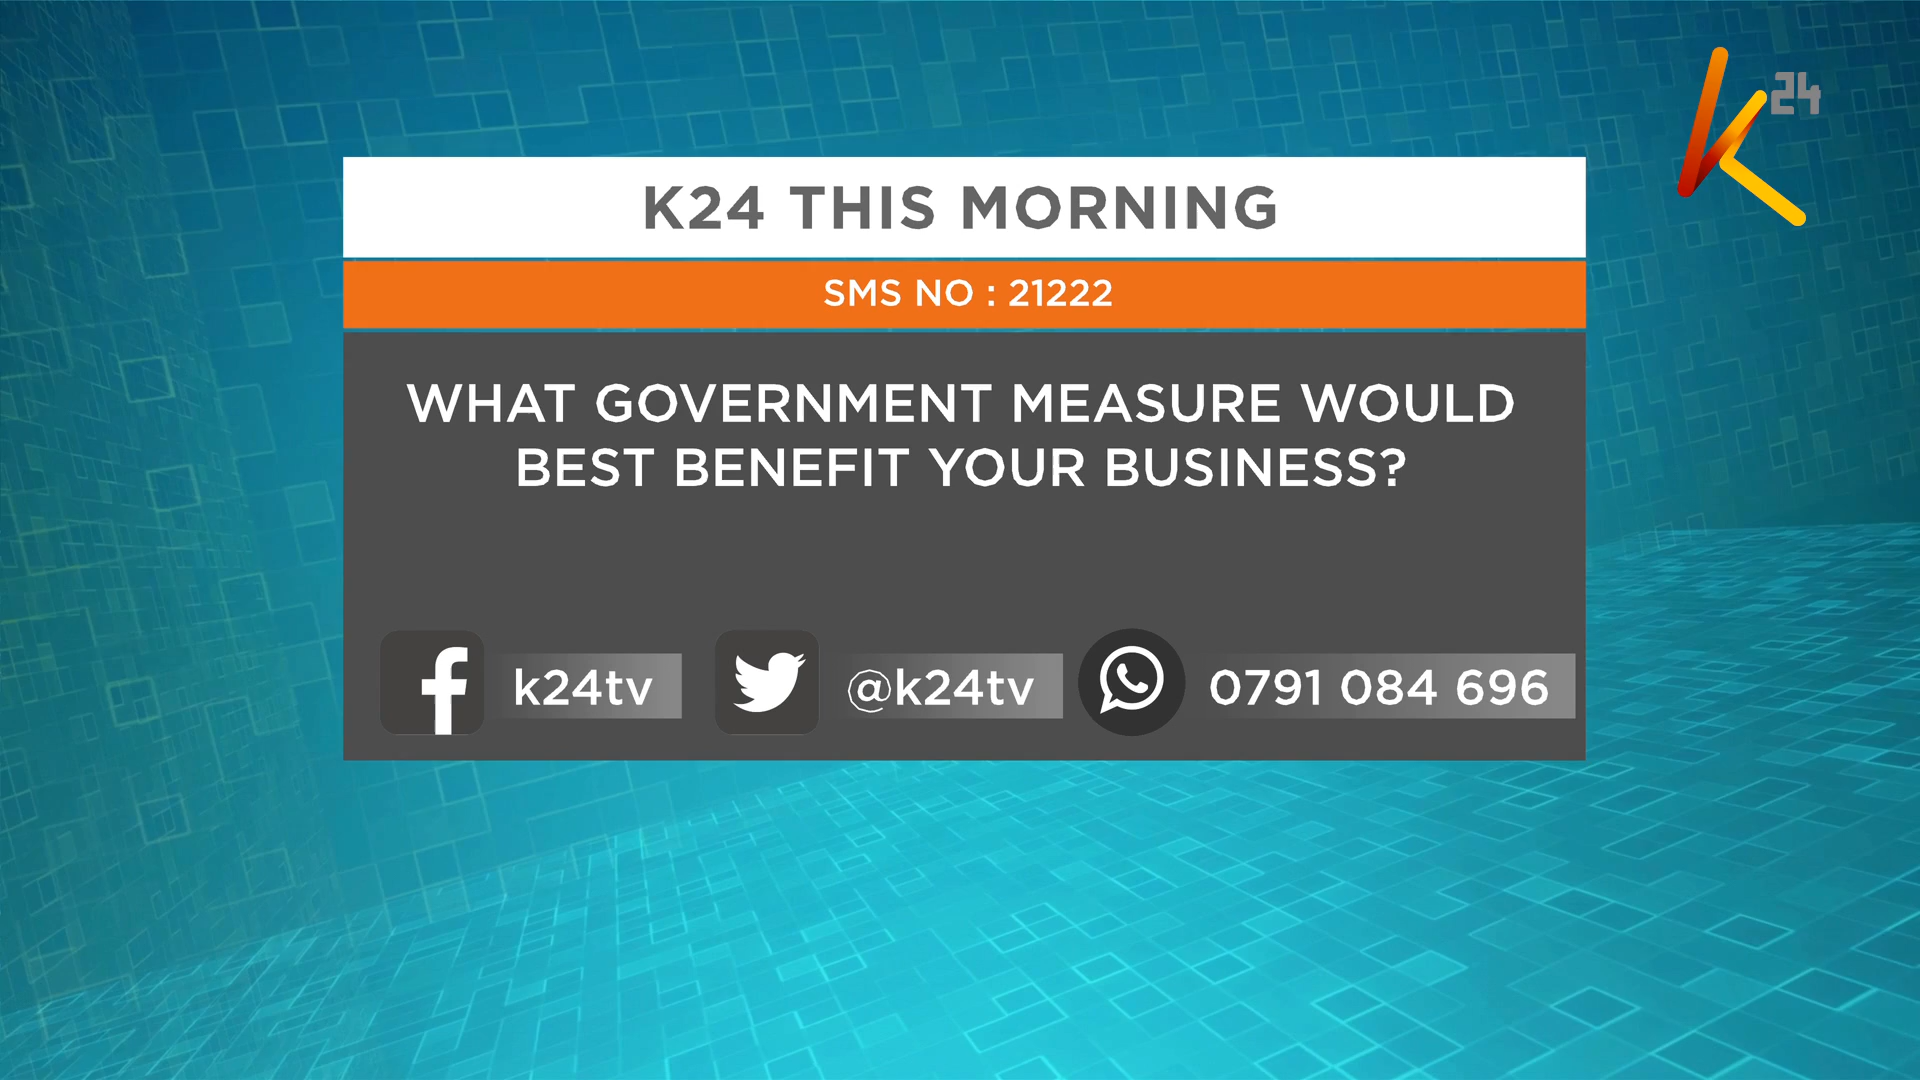 K24
K24 THIS MORNING
SMS NO : 21222
WHAT GOVERNMENT MEASURE WOULD
BEST BENEFIT YOUR BUSINESS?
k24tv
@k24tv
0791 084 696